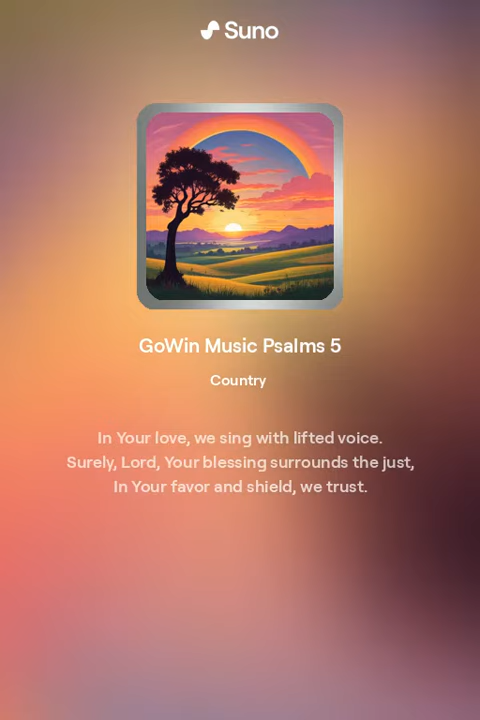 Suno
GoWin Music Psalms 5
Country
In Your love, we sing with lifted voice.
Surely, Lord, Your blessing surrounds the just,
In Your favor and shield, we trust.